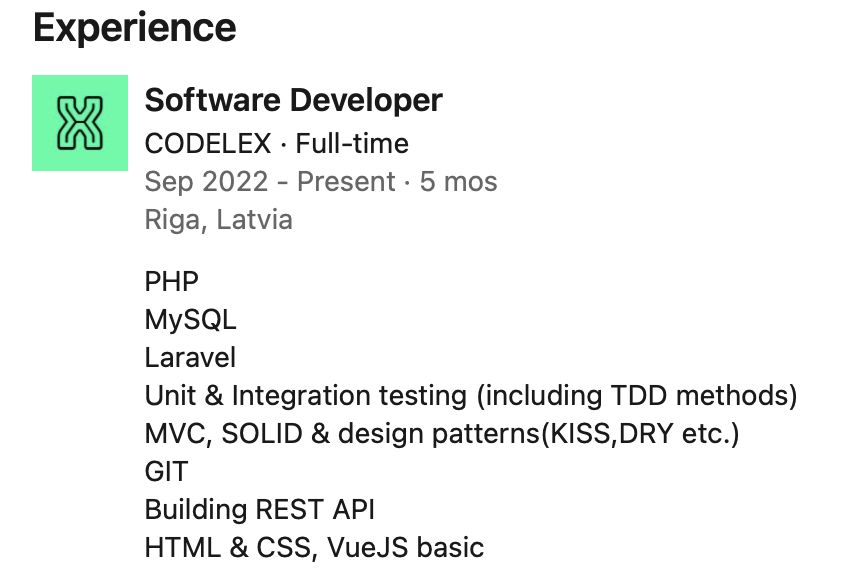 Experience
Software Developer
CODELEX · Full-time
Sep 2022 - Present · 5 mos
Riga, Latvia
PHP
MySQL
Laravel
Unit & Integration testing (including TDD methods)
MVC, SOLID & design patterns(KISS,DRY etc.)
GIT
Building REST API
HTML & CSS, VueJS basic